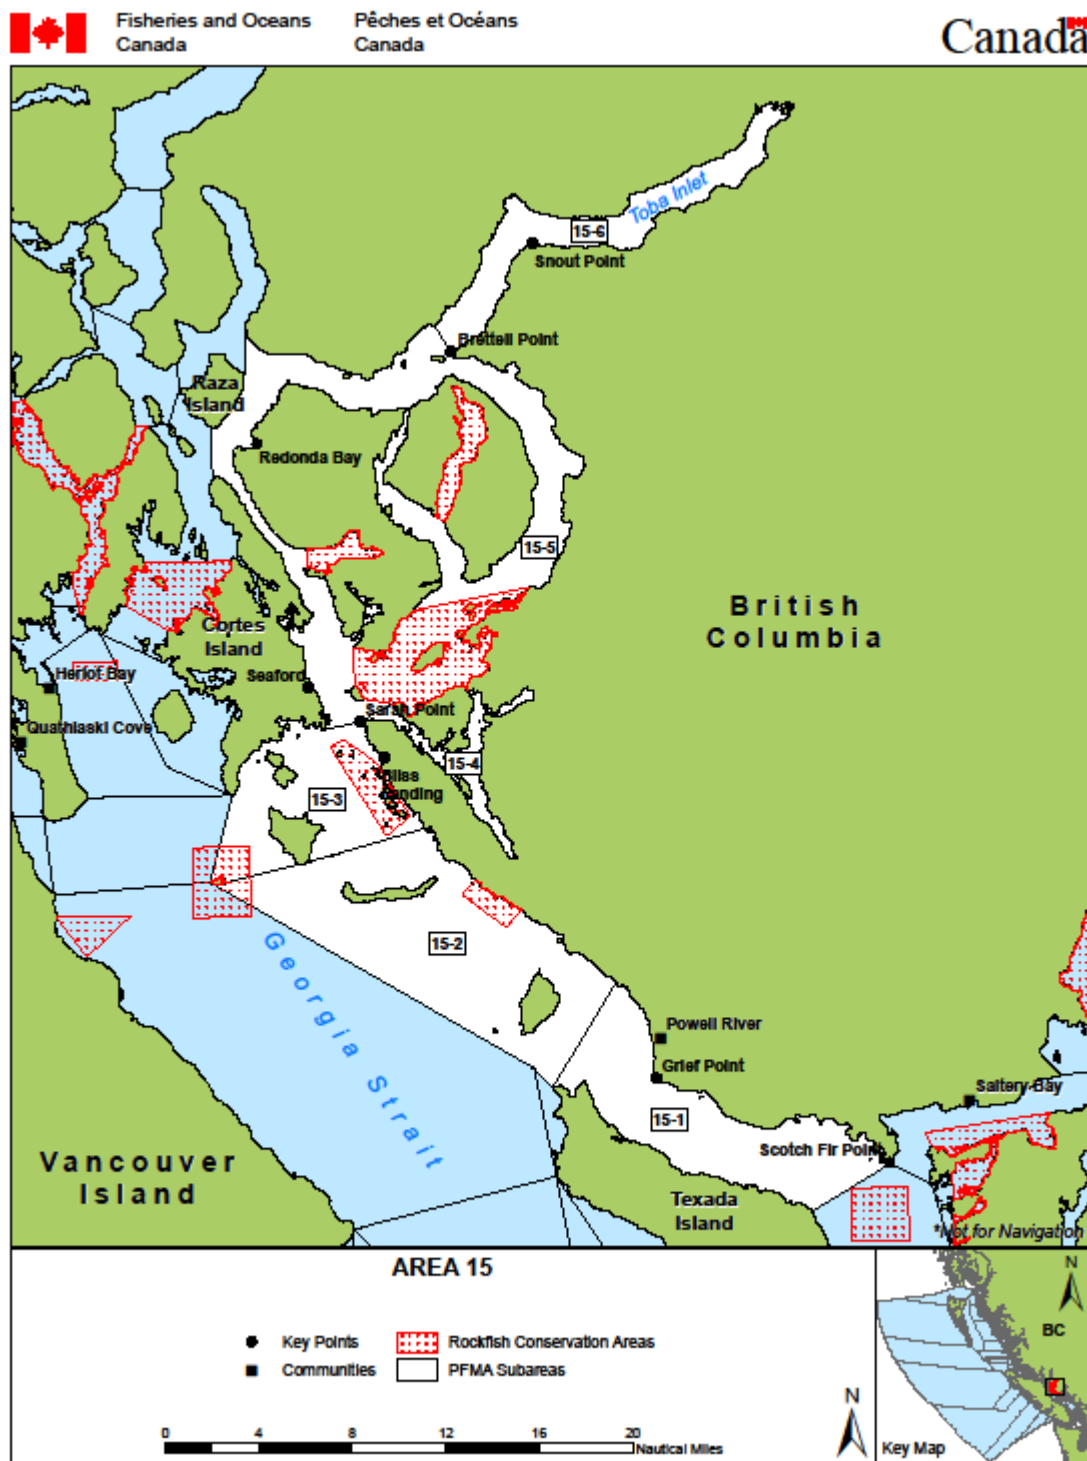 Fisheries and Oceans
Canada
Pêches et Océans
Canada
Canada
Toba Inlet
15-6
Snout Point
Brettell Point
Raza
Island
Redonda Bay
15-5
British
Columbia
Cortes
Island
Heriot Bay
Seaford
Sarah Point
Quathiaski Cove
15-4
Bliss
Landing
15-3
15-2
Georgia Strait
Powell River
Grief Point
Saltery Bay
15-1
Scotch Fir Point
Vancouver
Island
Texada
Island
*Not for Navigation
AREA 15
Key Points
Rockfish Conservation Areas
Communities
PFMA Subareas
0 4 8 12 16 20
Nautical Miles
N
N
BC
Key Map